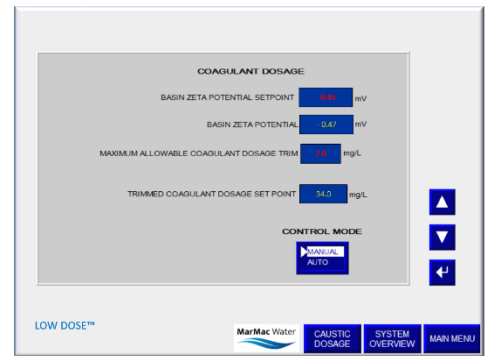 COAGULANT DOSAGE
BASIN ZETA POTENTIAL SETPOINT mV
BASIN ZETA POTENTIAL -0.47 mV
MAXIMUM ALLOWABLE COAGULANT DOSAGE TRIM 2.0 mg/L
TRIMMED COAGULANT DOSAGE SET POINT 34.0 mg/L
CONTROL MODE
MANUAL
AUTO
LOW DOSE™
MarMac Water
CAUSTIC
DOSAGE
SYSTEM
OVERVIEW
MAIN MENU